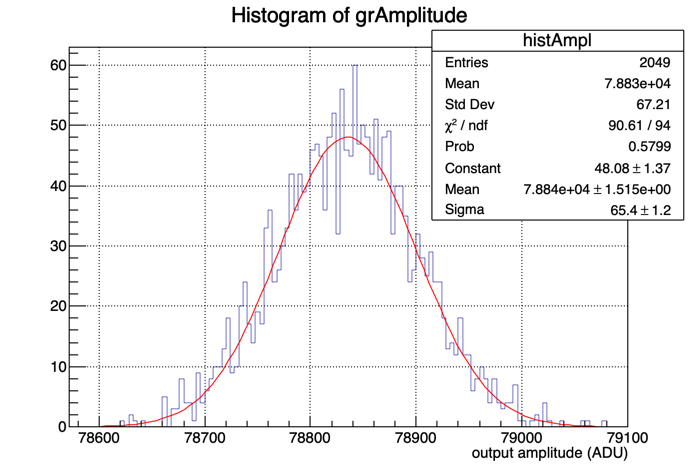 Histogram of grAmplitude
histAmpl
Entries 2049
Mean 7.883e+04
Std Dev 67.21
χ² / ndf 90.61 / 94
Prob 0.5799
Constant 48.08 ± 1.37
Mean 7.884e+04 ± 1.515e+00
Sigma 65.4 ± 1.2
60
50
40
30
20
10
0
78600 78700 78800 78900 79000 79100
output amplitude (ADU)